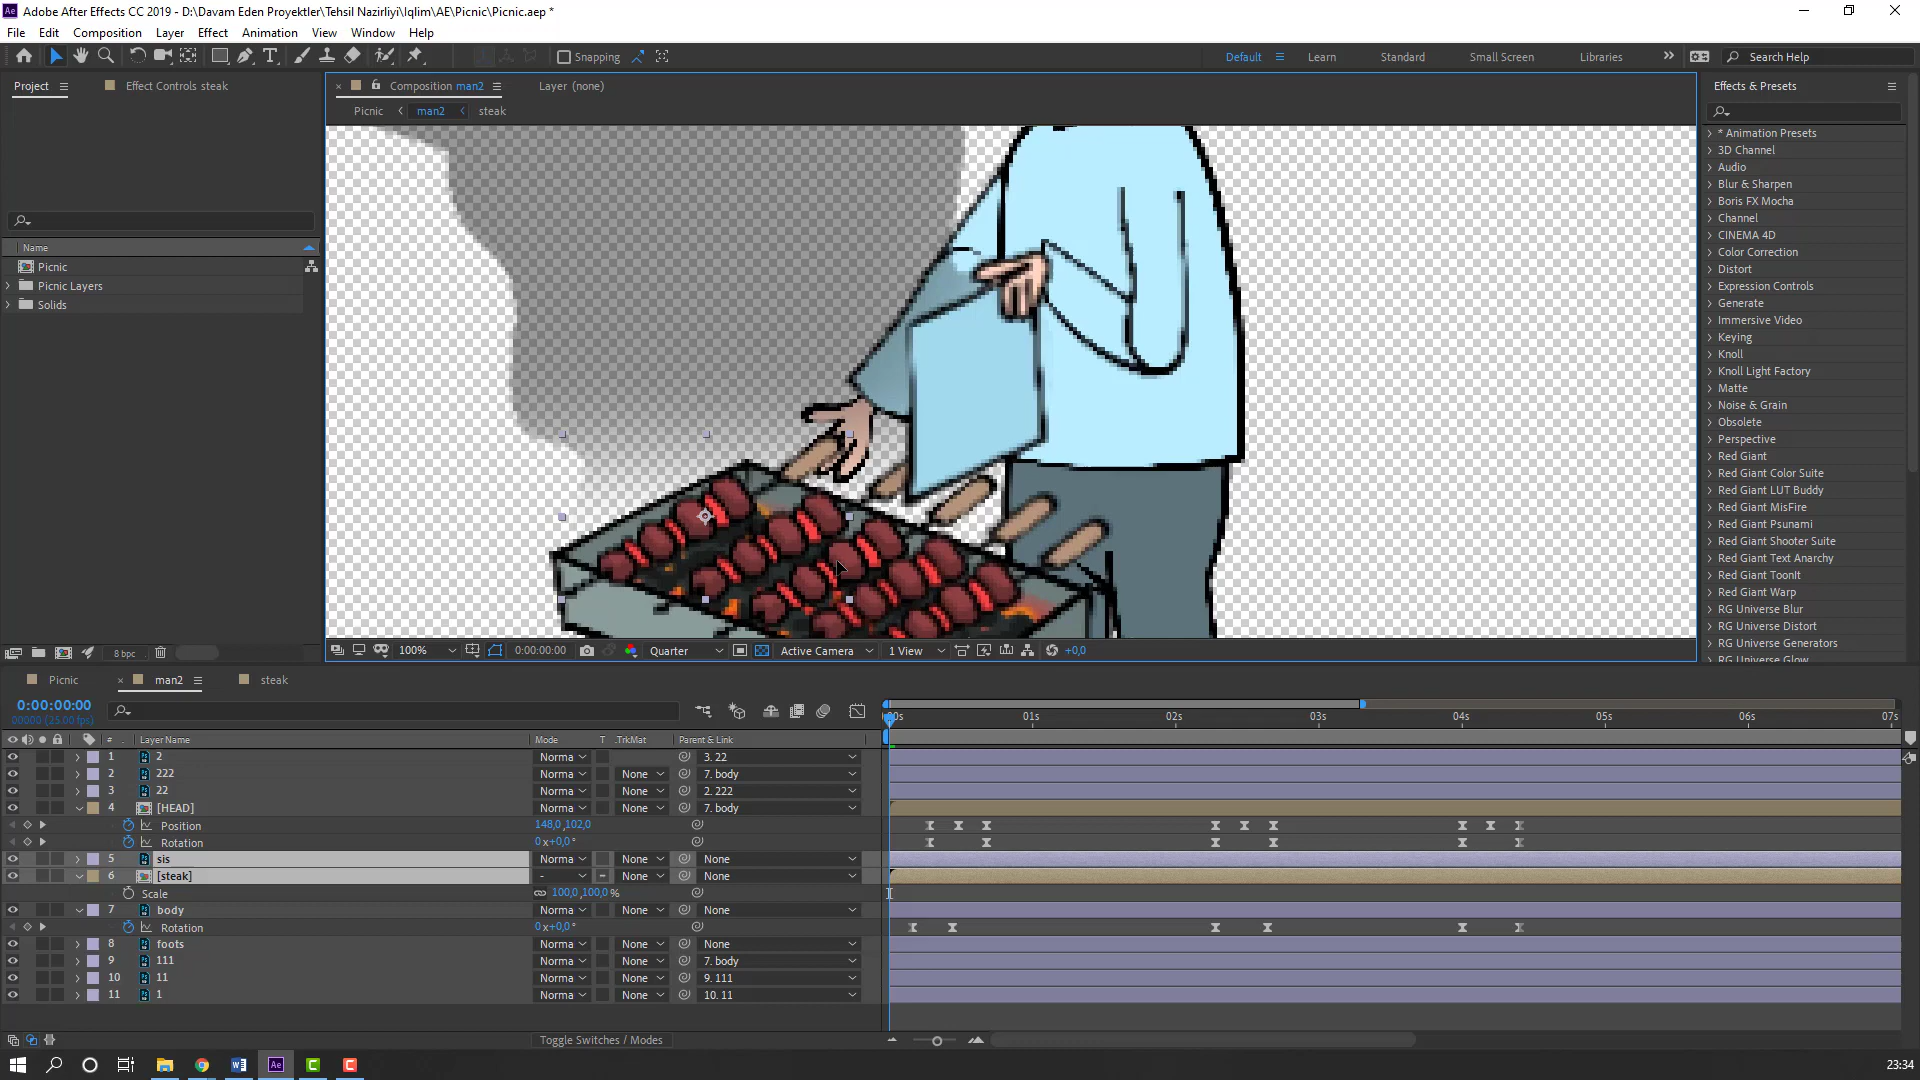 Adobe After Effects CC 2019 - D:\Davam Eden Proyektler\Tehsil Nazirliyi\Iqlim\AE\Picnic\Picnic.aep *
File Edit Composition Layer Effect Animation View Window Help
Snapping
Default Learn Standard Small Screen Libraries Search Help
Project
Effect Controls steak
Composition man2
Layer (none)
Picnic man2 steak
Name
Picnic
Picnic Layers
Solids
8 bpc
100% 0:00:00:00 Quarter Active Camera 1 View +0,0
Effects & Presets
* Animation Presets
3D Channel
Audio
Blur & Sharpen
Boris FX Mocha
Channel
CINEMA 4D
Color Correction
Distort
Expression Controls
Generate
Immersive Video
Keying
Knoll
Knoll Light Factory
Matte
Noise & Grain
Obsolete
Perspective
Red Giant
Red Giant Color Suite
Red Giant LUT Buddy
Red Giant MisFire
Red Giant Psunami
Red Giant Shooter Suite
Red Giant Text Anarchy
Red Giant ToonIt
Red Giant Warp
RG Universe Blur
RG Universe Distort
RG Universe Generators
RG Universe Glow
Picnic man2 steak
0:00:00:00
00000 (25.00 fps)
00s 01s 02s 03s 04s 05s 06s 07s
# Layer Name Mode T .TrkMat Parent & Link
1 2 Norma 3. 22
2 222 Norma None 7. body
3 22 Norma None 2. 222
4 [HEAD] Norma None 7. body
Position 148,0,102,0
Rotation 0x+0,0°
5 sis Norma None None
6 [steak] - None None
Scale 100,0,100,0 %
7 body Norma None None
Rotation 0x+0,0°
8 foots Norma None None
9 111 Norma None 7. body
10 11 Norma None 9. 111
11 1 Norma None 10. 11
Toggle Switches / Modes
23:34